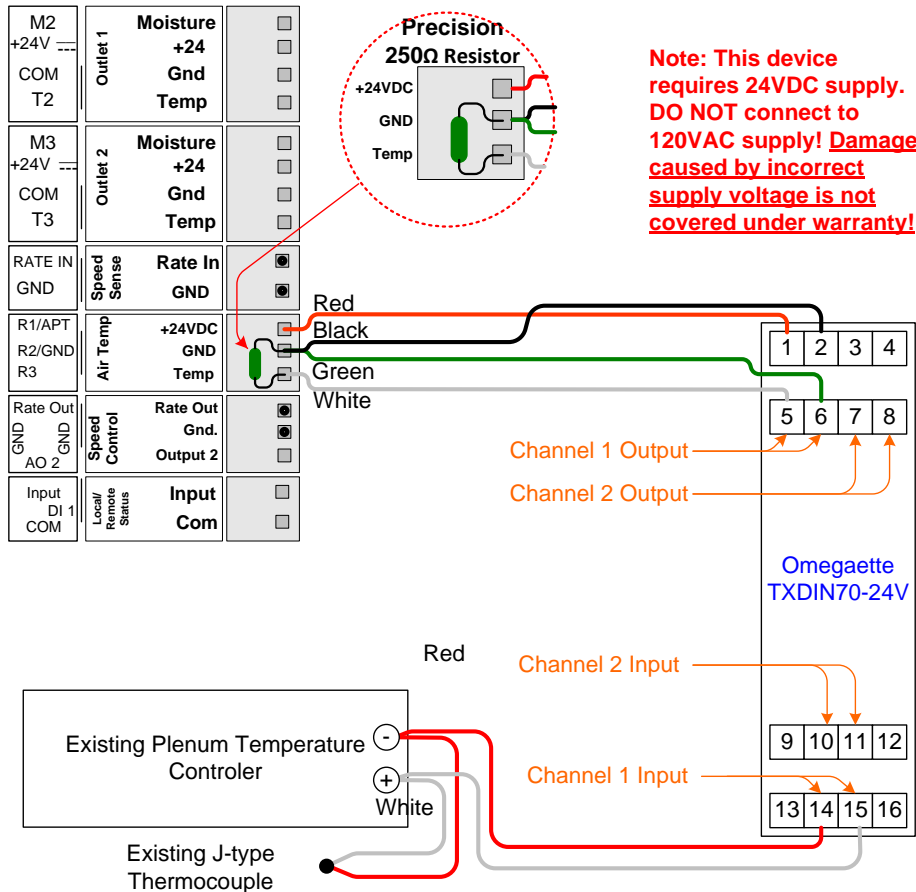 M2
+24V
COM
T2
Outlet 1
Moisture
+24
Gnd
Temp
M3
+24V
COM
T3
Outlet 2
Moisture
+24
Gnd
Temp
RATE IN
GND
Speed
Sense
Rate In
GND
R1/APT
R2/GND
R3
Air Temp
+24VDC
GND
Temp
Rate Out
GND
GND
AO 2
Speed
Control
Rate Out
Gnd.
Output 2
Input
DI 1
COM
Local/
Remote
Status
Input
Com
Precision
250Ω Resistor
+24VDC
GND
Temp
Note: This device
requires 24VDC supply.
DO NOT connect to
120VAC supply! Damage
caused by incorrect
supply voltage is not
covered under warranty!
Red
Black
Green
White
1 2 3 4
5 6 7 8
Channel 1 Output
Channel 2 Output
Omegaette
TXDIN70-24V
Red
Channel 2 Input
9 10 11 12
Channel 1 Input
13 14 15 16
Existing Plenum Temperature
Controler
-
+
White
Existing J-type
Thermocouple